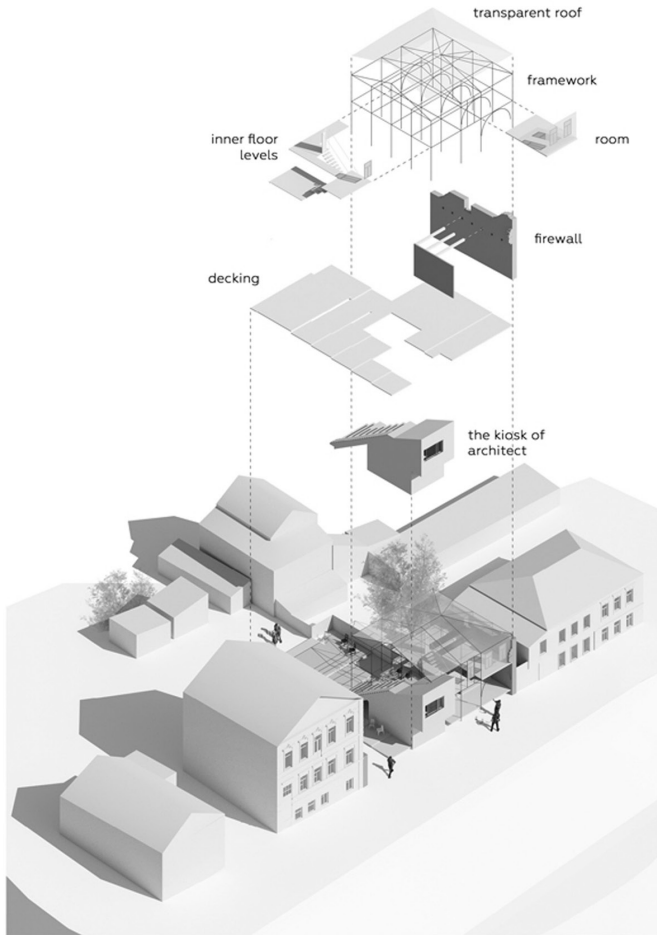 transparent roof
framework
inner floor
levels
room
firewall
decking
the kiosk of
architect